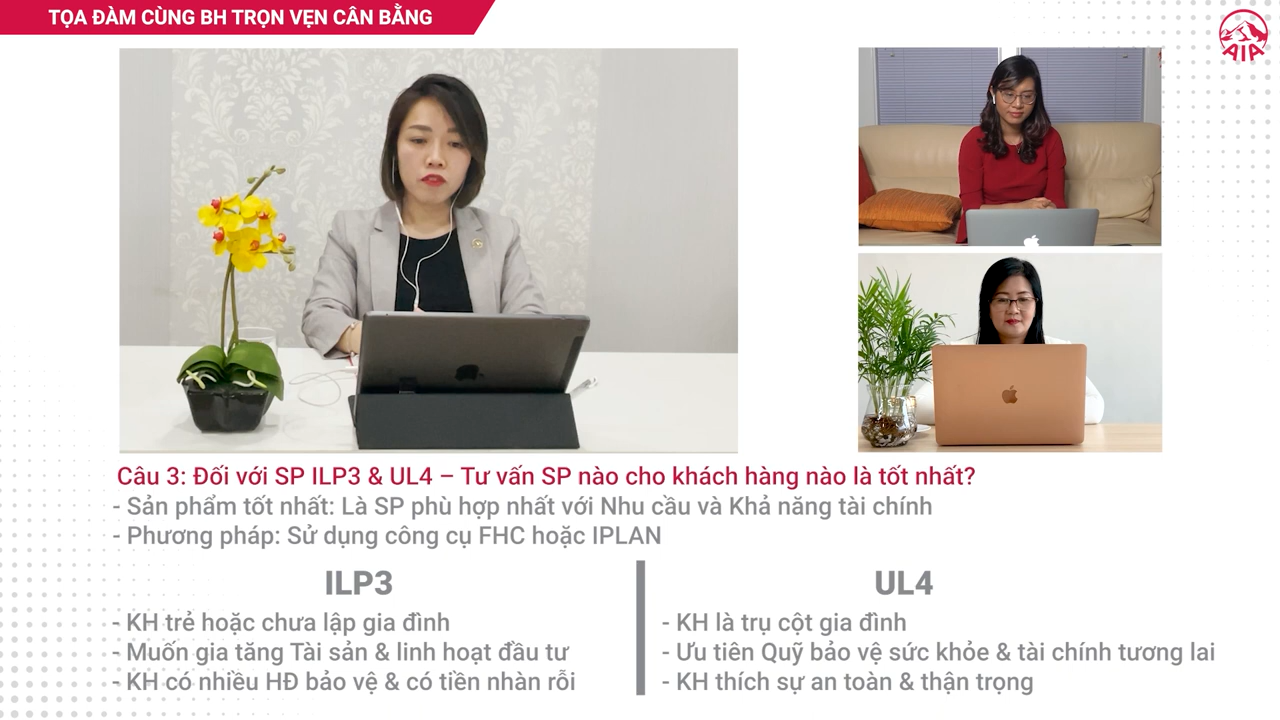 TỌA ĐÀM CÙNG BH TRỌN VẸN CÂN BẰNG
AIA
Câu 3: Đối với SP ILP3 & UL4 – Tư vấn SP nào cho khách hàng nào là tốt nhất?
- Sản phẩm tốt nhất: Là SP phù hợp nhất với Nhu cầu và Khả năng tài chính
- Phương pháp: Sử dụng công cụ FHC hoặc IPLAN
ILP3
- KH trẻ hoặc chưa lập gia đình
- Muốn gia tăng Tài sản & linh hoạt đầu tư
- KH có nhiều HĐ bảo vệ & có tiền nhàn rỗi
UL4
- KH là trụ cột gia đình
- Ưu tiên Quỹ bảo vệ sức khỏe & tài chính tương lai
- KH thích sự an toàn & thận trọng